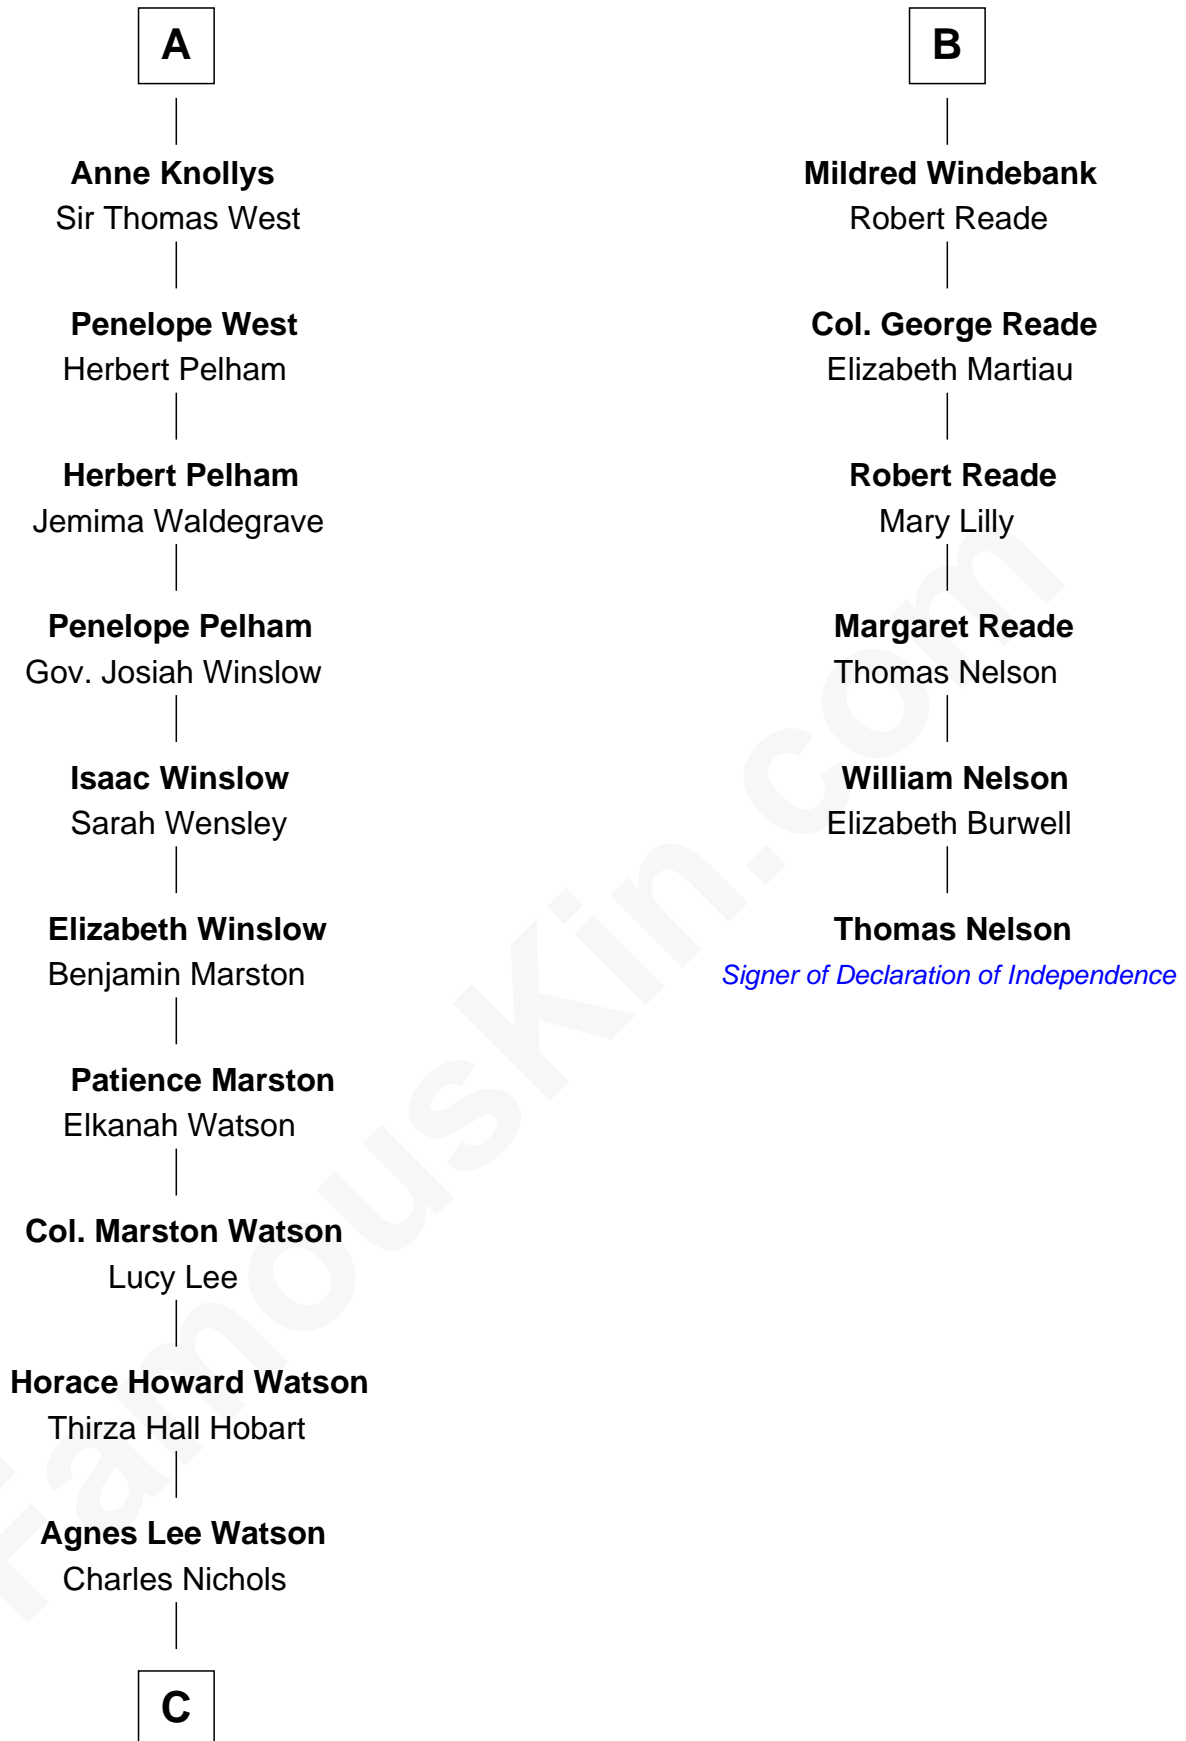 A
Anne Knollys
Sir Thomas West
Penelope West
Herbert Pelham
Herbert Pelham
Jemima Waldegrave
Penelope Pelham
Gov. Josiah Winslow
Isaac Winslow
Sarah Wensley
Elizabeth Winslow
Benjamin Marston
Patience Marston
Elkanah Watson
Col. Marston Watson
Lucy Lee
Horace Howard Watson
Thirza Hall Hobart
Agnes Lee Watson
Charles Nichols
C
B
Mildred Windebank
Robert Reade
Col. George Reade
Elizabeth Martiau
Robert Reade
Mary Lilly
Margaret Reade
Thomas Nelson
William Nelson
Elizabeth Burwell
Thomas Nelson
Signer of Declaration of Independence
FamousKin.com